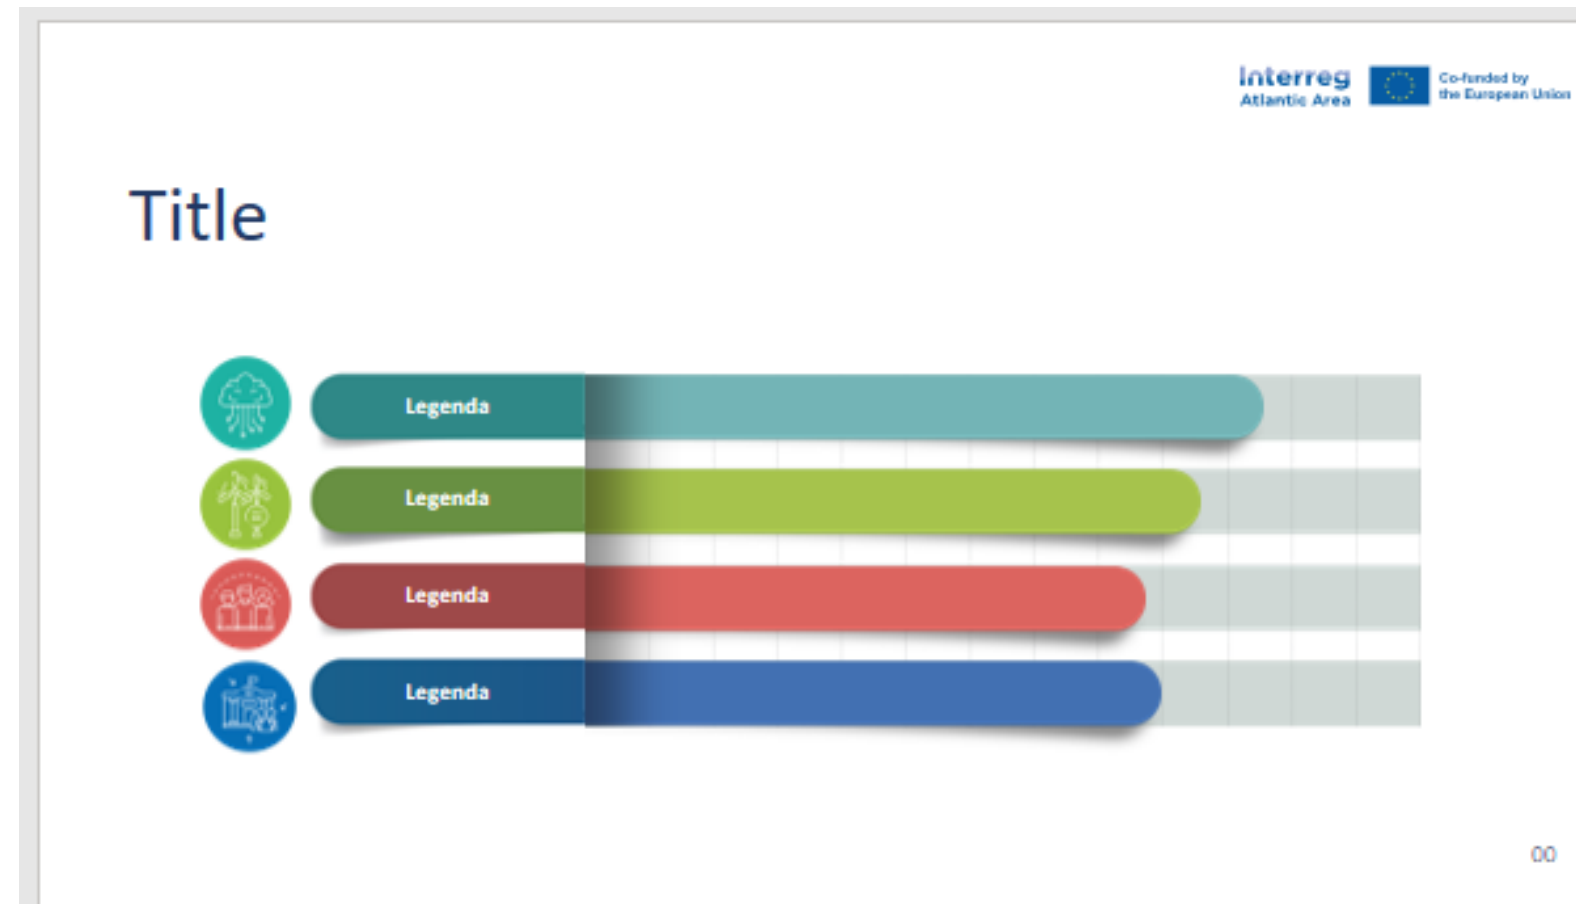 Interreg
Atlantic Area
Co-funded by
the European Union
Title
Legenda
Legenda
Legenda
Legenda
00